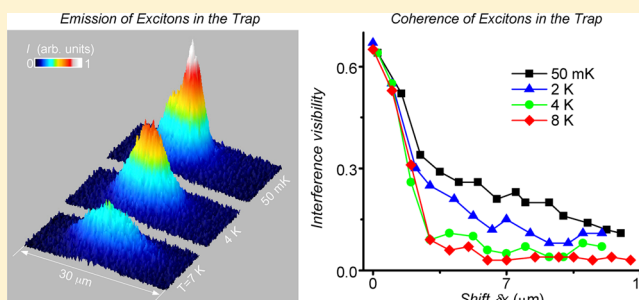 Emission of Excitons in the Trap
I (arb. units)
0 1
50 mK
4 K
T=7 K
30 μm
Coherence of Excitons in the Trap
Interference visibility
0.6
0.3
0.0
50 mK
2 K
4 K
8 K
0 7 1
Shift δx (μm)